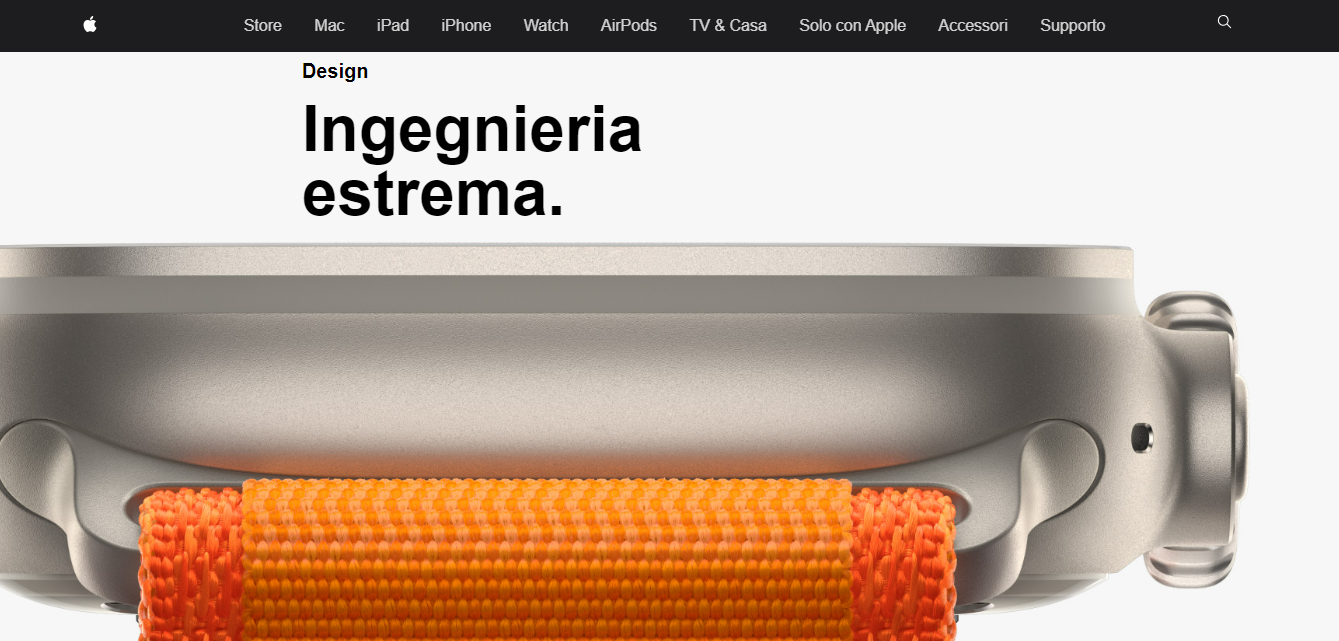 Store Mac iPad iPhone Watch AirPods TV & Casa Solo con Apple Accessori Supporto
Design
Ingegnieria
estrema.